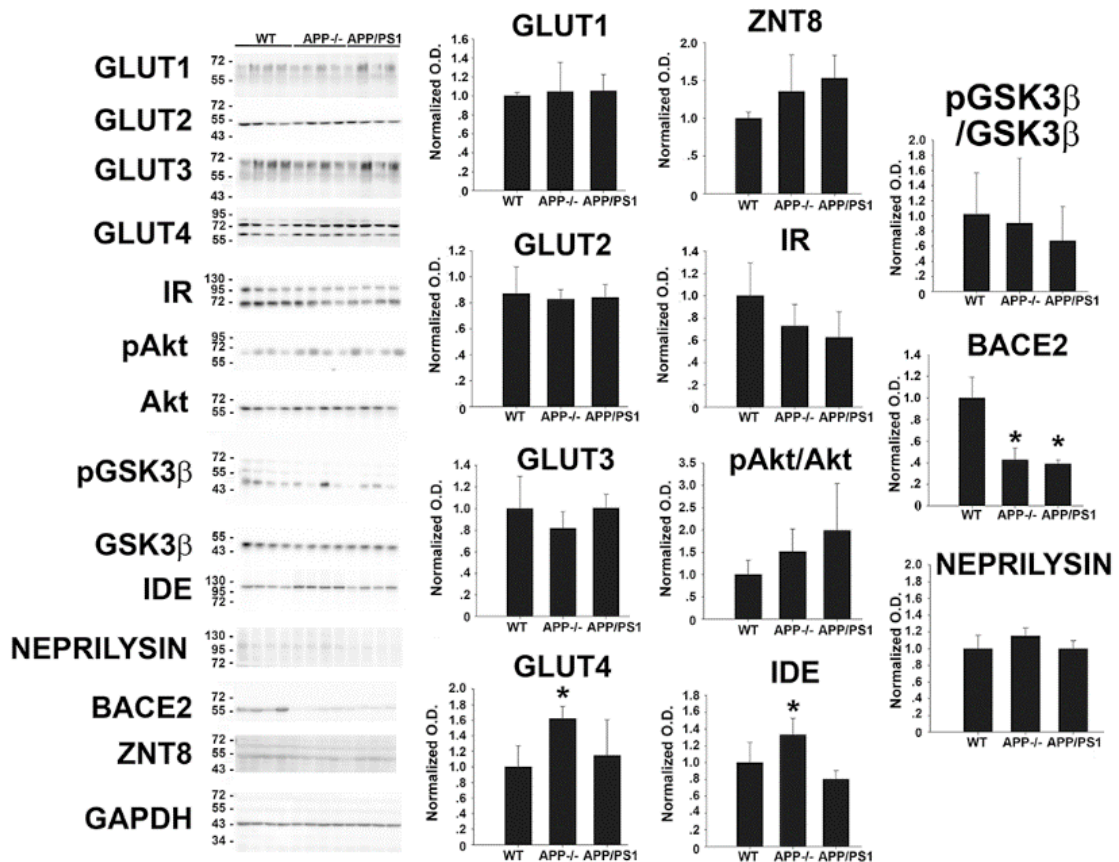 WT APP-/- APP/PS1
GLUT1
72 -
55 -
GLUT2
55 -
43 -
GLUT3
72 -
55 -
43 -
GLUT4
95 -
72 -
55 -
IR
130 -
95 -
72 -
pAkt
95 -
72 -
55 -
Akt
72 -
55 -
pGSK3β
72 -
55 -
43 -
GSK3β
55 -
43 -
IDE
130 -
95 -
72 -
NEPRILYSIN
130 -
95 -
72 -
BACE2
72 -
55 -
ZNT8
72 -
55 -
43 -
GAPDH
72 -
55 -
43 -
34 -
GLUT1
Normalized O.D.
1.6
1.4
1.2
1.0
.8
.6
.4
.2
0
WT APP-/- APP/PS1
GLUT2
Normalized O.D.
1.2
1.0
.8
.6
.4
.2
0
WT APP-/- APP/PS1
GLUT3
Normalized O.D.
1.4
1.2
1.0
.8
.6
.4
.2
0
WT APP-/- APP/PS1
GLUT4
Normalized O.D.
2.0
1.8
1.6
1.4
1.2
1.0
.8
.6
.4
.2
0
*
WT APP-/- APP/PS1
ZNT8
Normalized O.D.
2.0
1.5
1.0
.5
0
WT APP-/- APP/PS1
IR
Normalized O.D.
1.4
1.2
1.0
.8
.6
.4
.2
0
WT APP-/- APP/PS1
pAkt/Akt
Normalized O.D.
3.5
3.0
2.5
2.0
1.5
1.0
.5
0
WT APP-/- APP/PS1
IDE
Normalized O.D.
1.8
1.6
1.4
1.2
1.0
.8
.6
.4
.2
0
*
WT APP-/- APP/PS1
pGSK3β
/GSK3β
Normalized O.D.
2.0
1.8
1.6
1.4
1.2
1.0
.8
.6
.4
.2
0
WT APP-/- APP/PS1
BACE2
Normalized O.D.
1.4
1.2
1.0
.8
.6
.4
.2
0
* *
WT APP-/- APP/PS1
NEPRILYSIN
Normalized O.D.
2.0
1.8
1.6
1.4
1.2
1.0
.8
.6
.4
.2
0
WT APP-/- APP/PS1